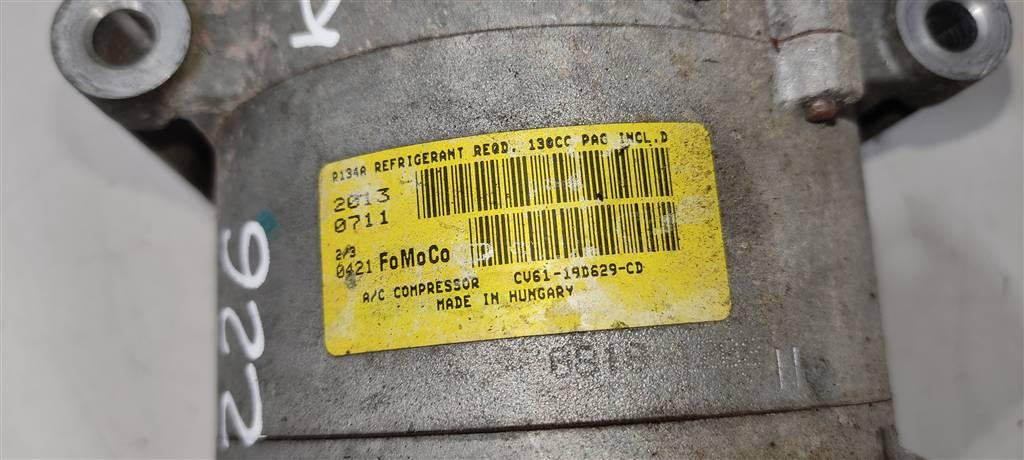 K
R134A REFRIGERANT REQD. 130CC PAG INCL.D
2013
0711
2/3
0421 FoMoCo
CV61-19D629-CD
A/C COMPRESSOR
MADE IN HUNGARY
226